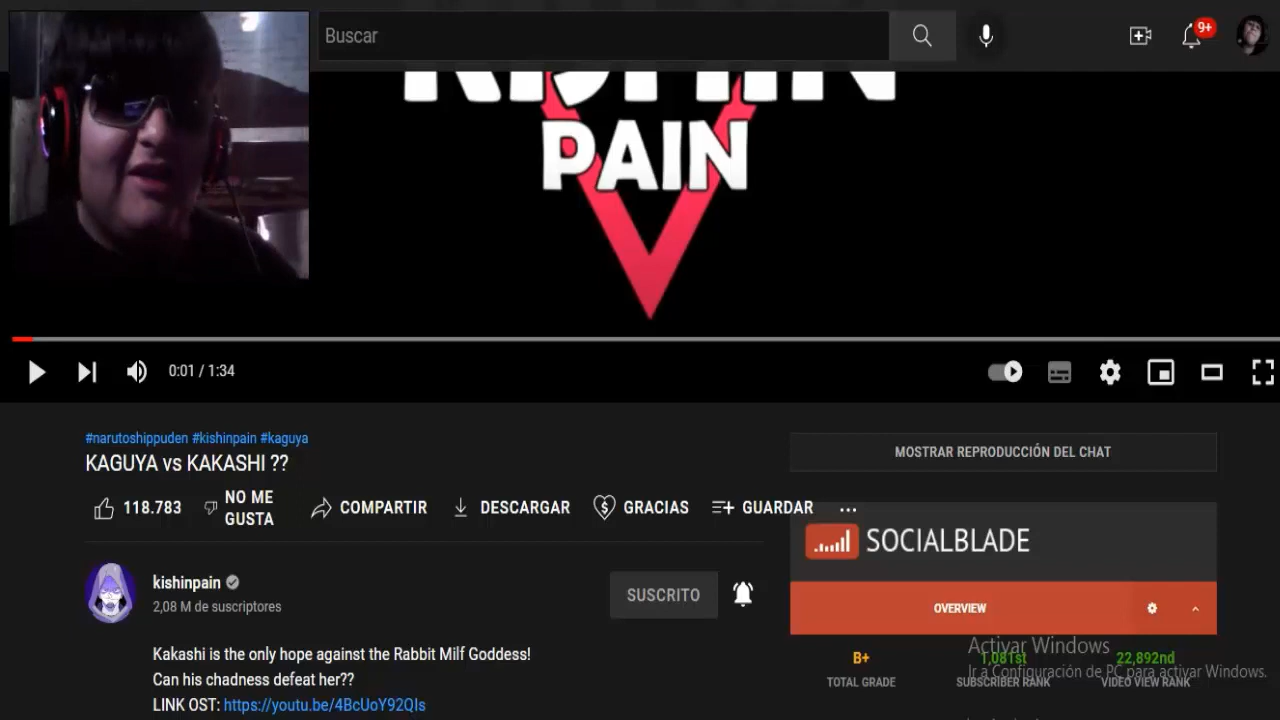 Buscar
9+
KISHIN
PAIN
0:01 / 1:34
#narutoshippuden #kishinpain #kaguya
KAGUYA vs KAKASHI ??
118.783
NO ME
GUSTA
COMPARTIR
DESCARGAR
GRACIAS
GUARDAR
...
kishinpain
2,08 M de suscriptores
SUSCRITO
Kakashi is the only hope against the Rabbit Milf Goddess!
Can his chadness defeat her??
LINK OST: https://youtu.be/4BcUoY92QIs
MOSTRAR REPRODUCCIÓN DEL CHAT
SOCIALBLADE
OVERVIEW
B+
TOTAL GRADE
1,081st
SUBSCRIBER RANK
22,892nd
VIDEO VIEW RANK
Activar Windows
Ir a Configuración de PC para activar Windows.